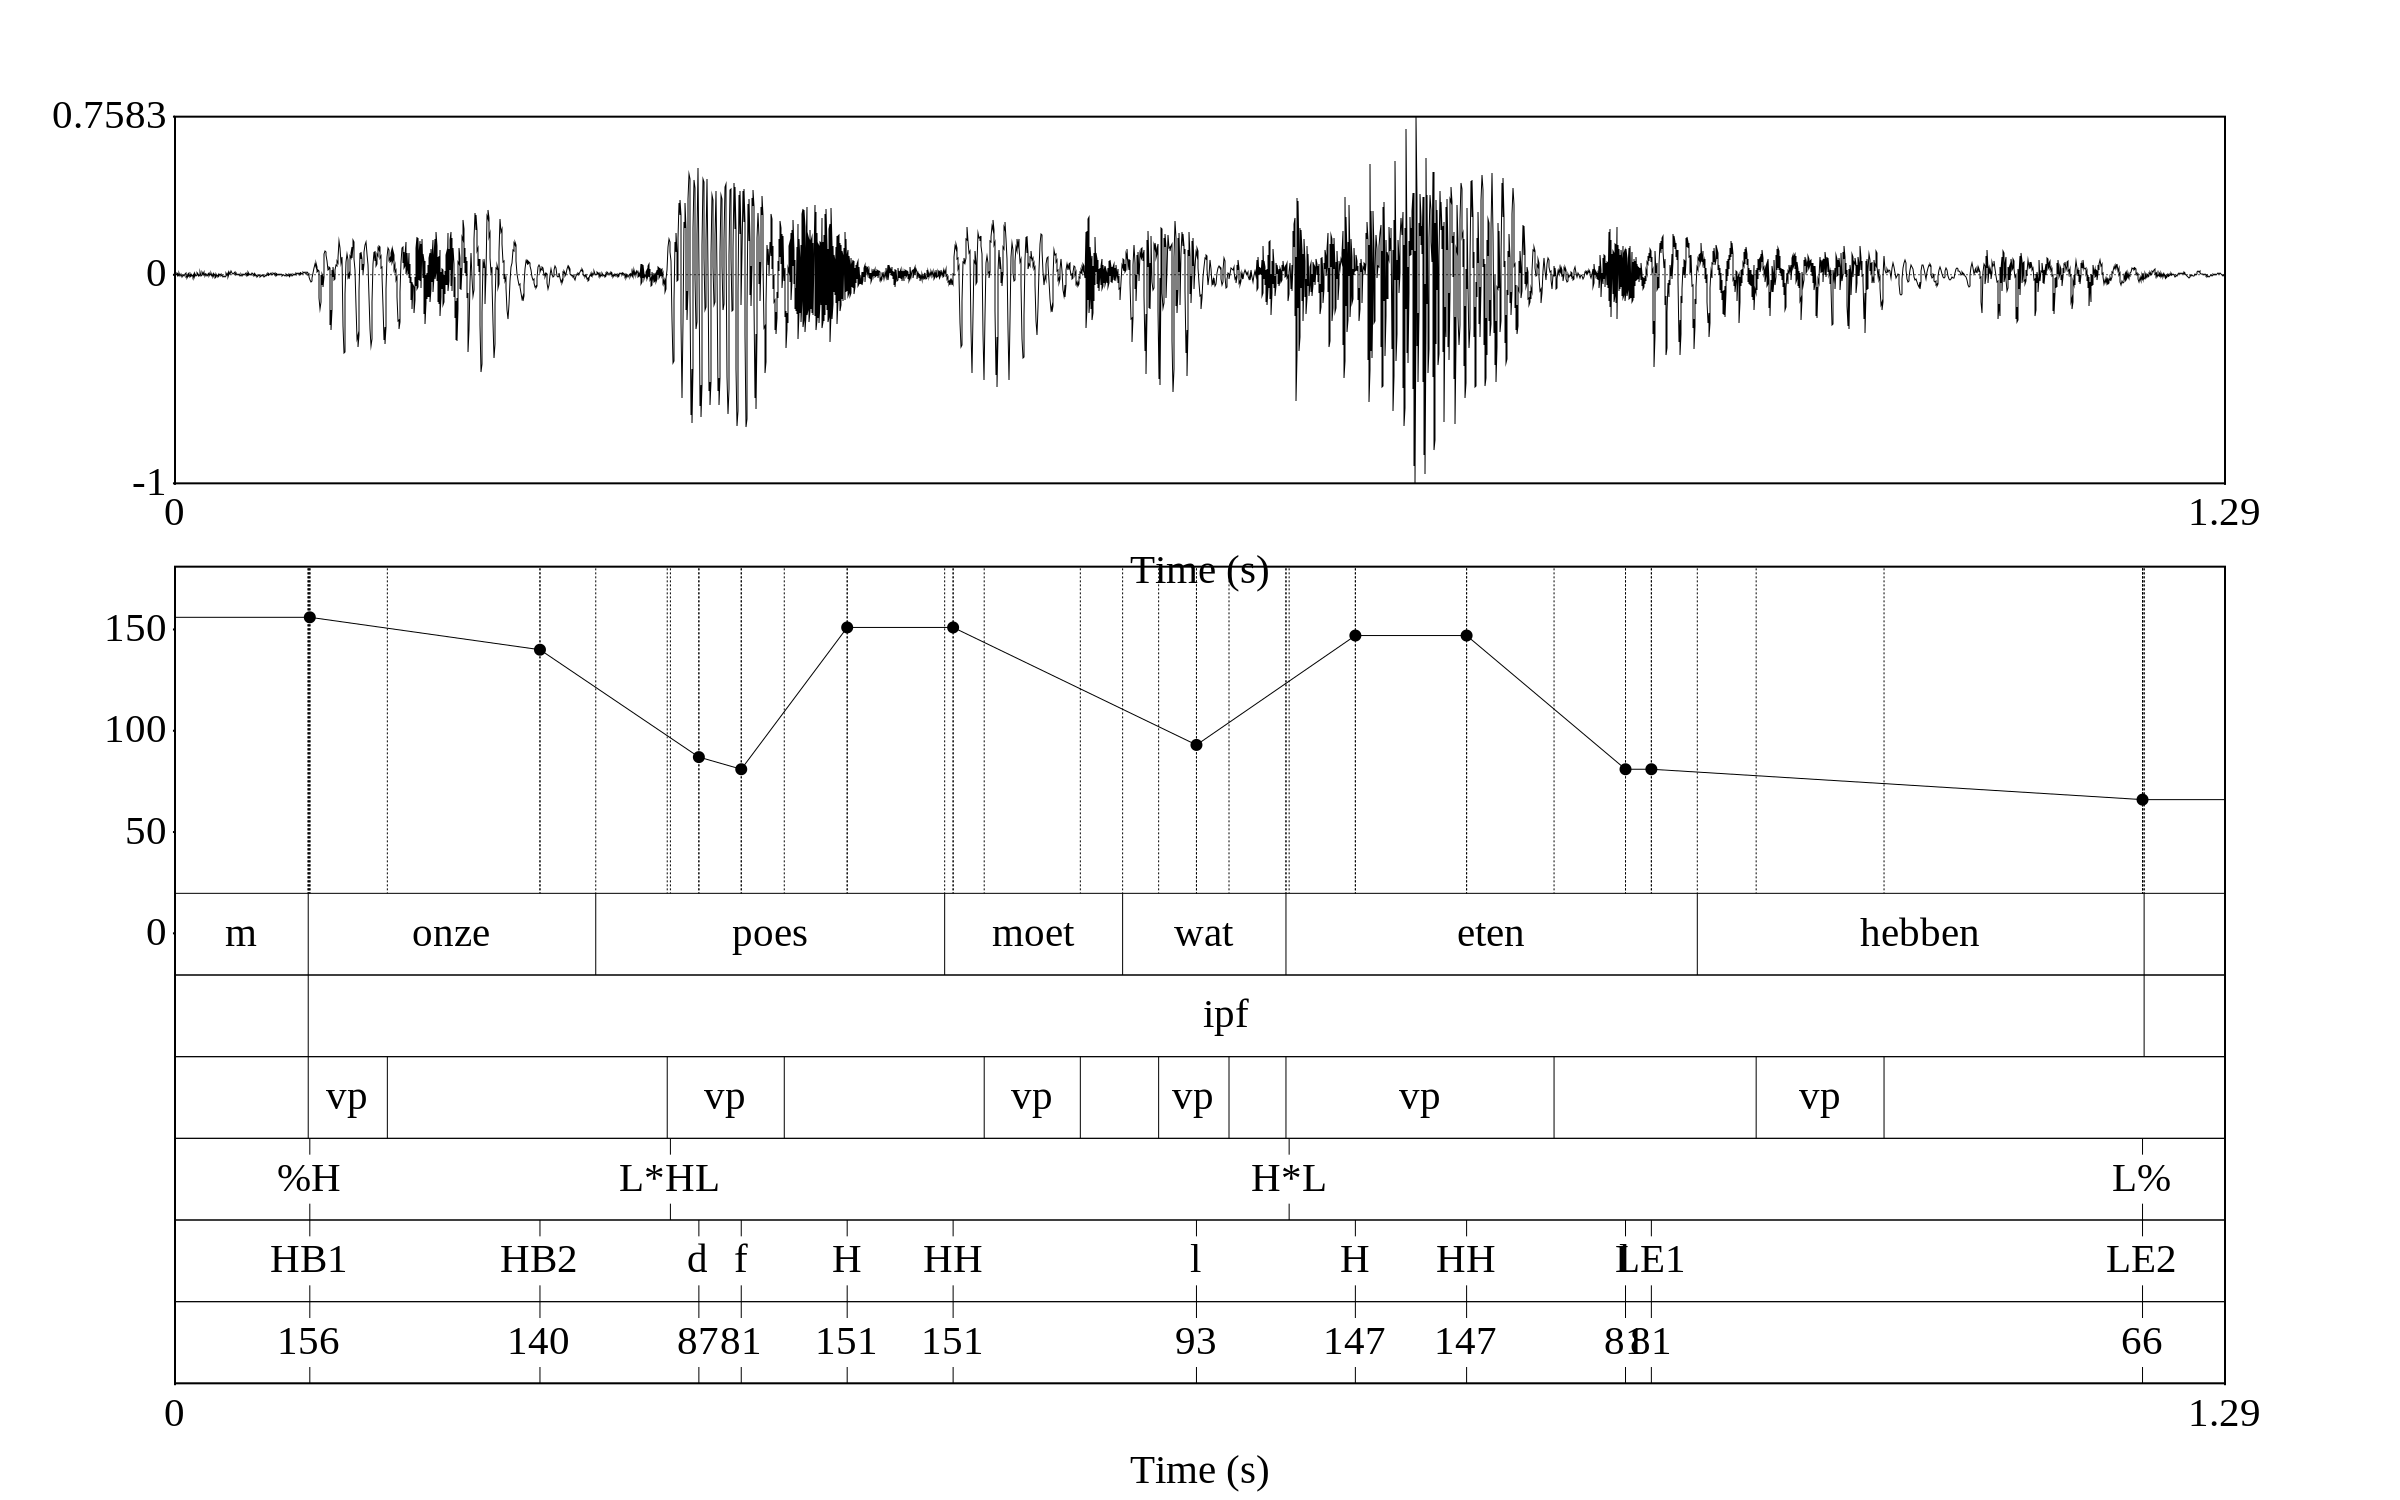 0.7583
0
-1
0 1.29
Time (s)
150
100
50
0
m onze poes moet wat eten hebben
ipf
vp vp vp vp vp vp
%H L*HL H*L L%
HB1 HB2 d f H HH l H HH l LE1 LE2
156 140 87 81 151 151 93 147 147 81 81 66
0 1.29
Time (s)